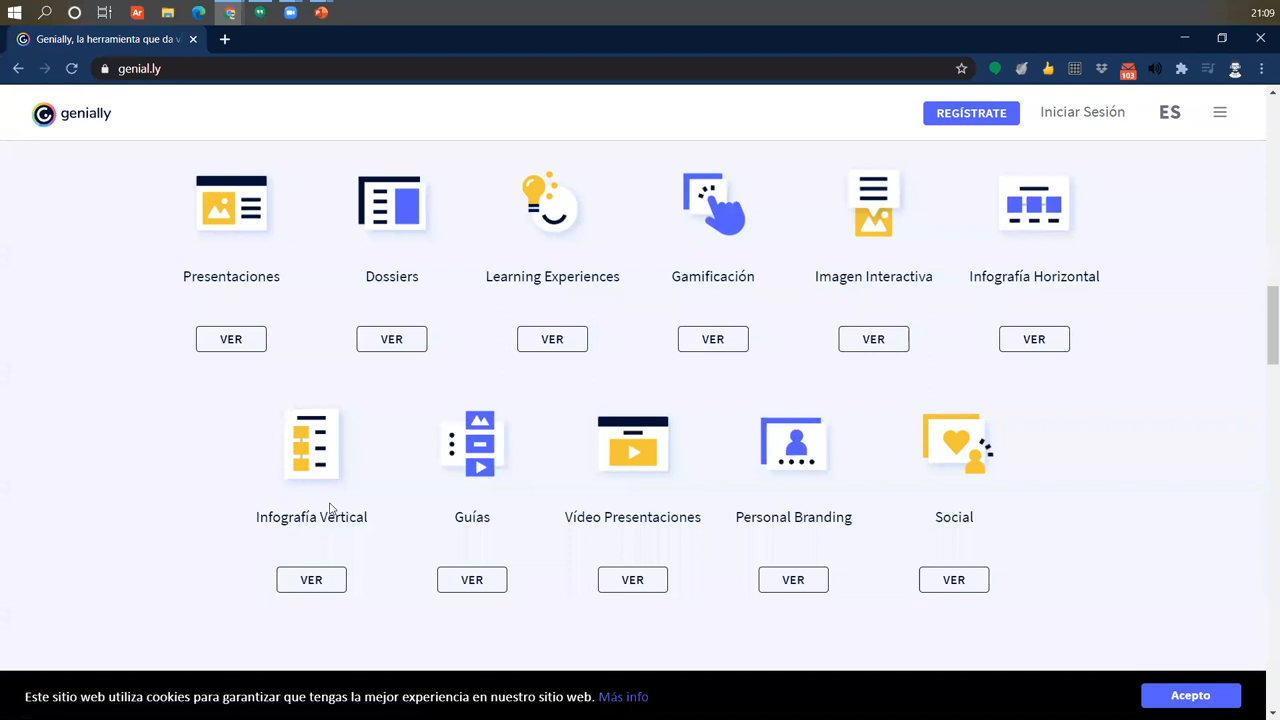 Ar
21:09
Genially, la herramienta que da v
genial.ly
103
genially
REGÍSTRATE
Iniciar Sesión
ES
Presentaciones
Dossiers
Learning Experiences
Gamificación
Imagen Interactiva
Infografía Horizontal
VER
VER
VER
VER
VER
VER
Infografía Vertical
Guías
Vídeo Presentaciones
Personal Branding
Social
VER
VER
VER
VER
VER
Este sitio web utiliza cookies para garantizar que tengas la mejor experiencia en nuestro sitio web. Más info
Acepto